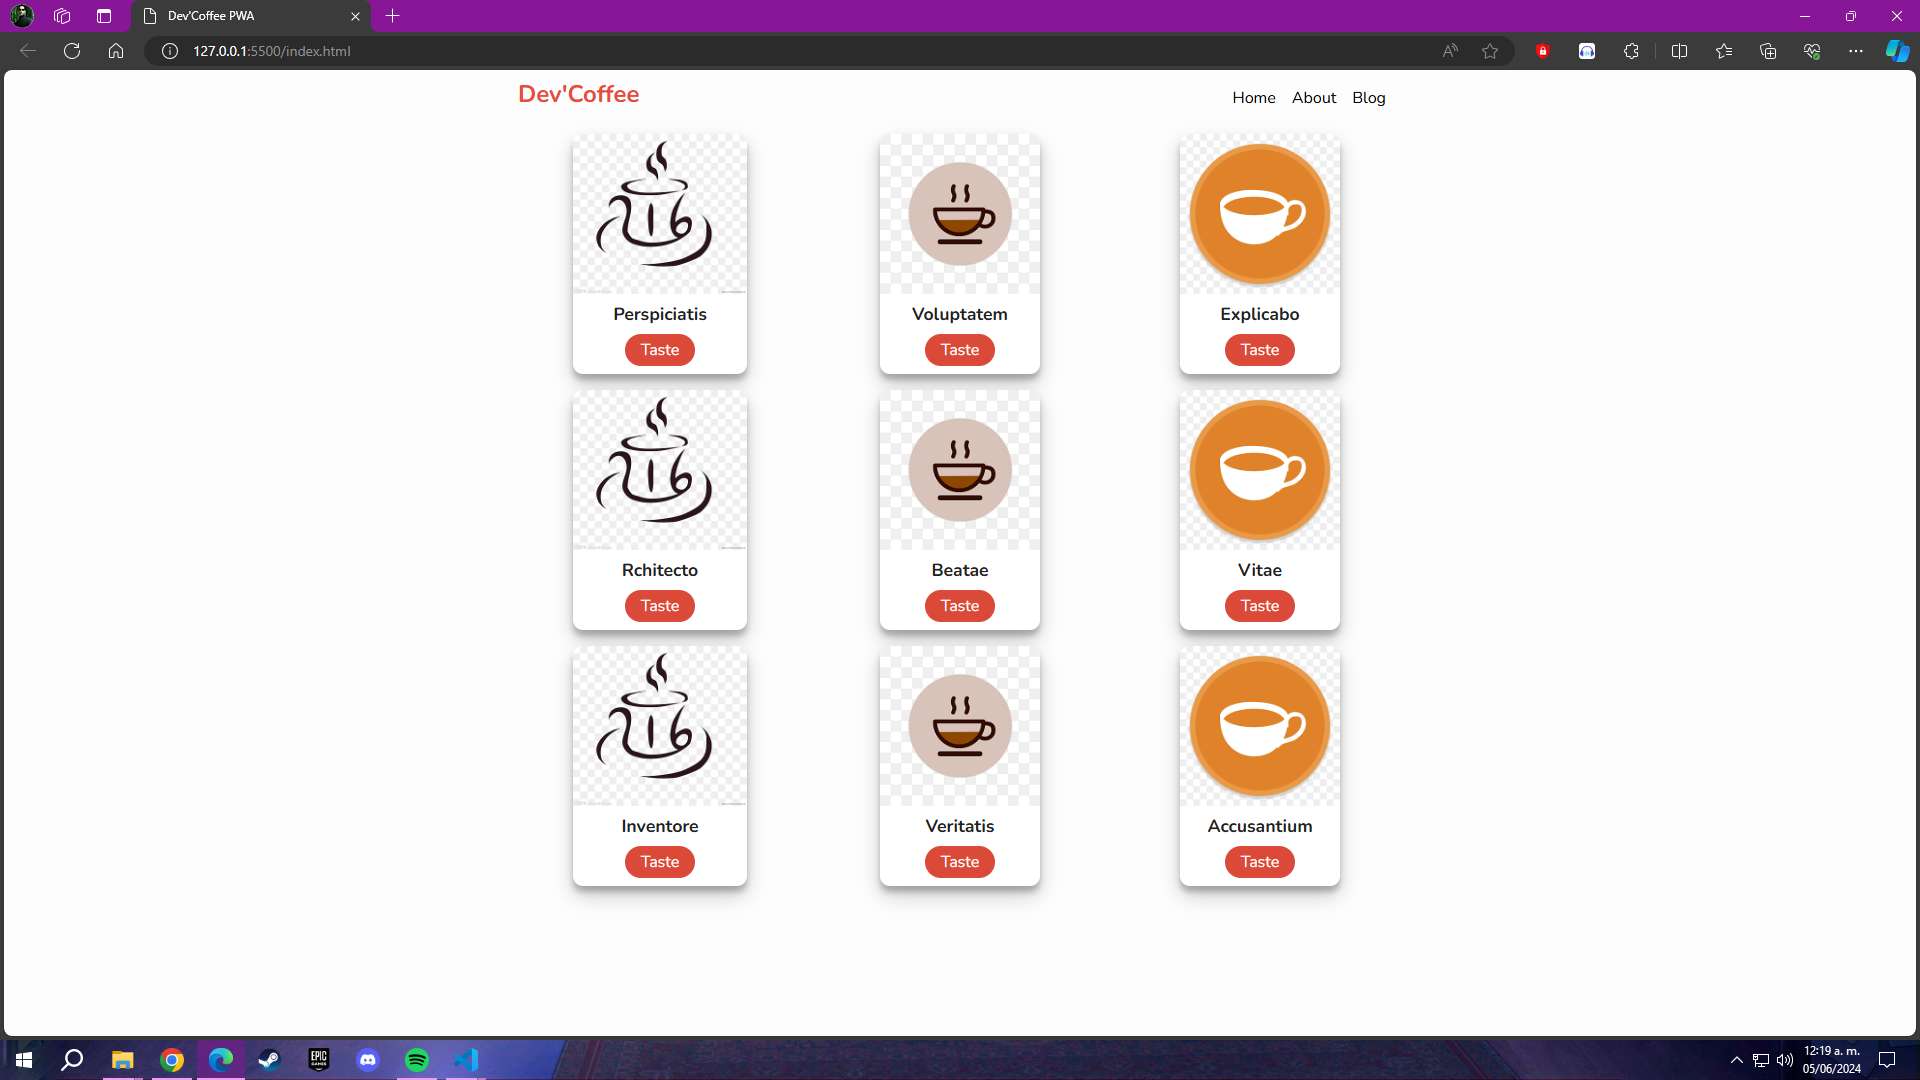 Dev'Coffee PWA
127.0.0.1:5500/index.html
Dev'Coffee
Home About Blog
Perspiciatis Voluptatem Explicabo
Taste Taste Taste
Rchitecto Beatae Vitae
Taste Taste Taste
Inventore Veritatis Accusantium
Taste Taste Taste
EPIC
GAMES
12:19 a. m.
05/06/2024